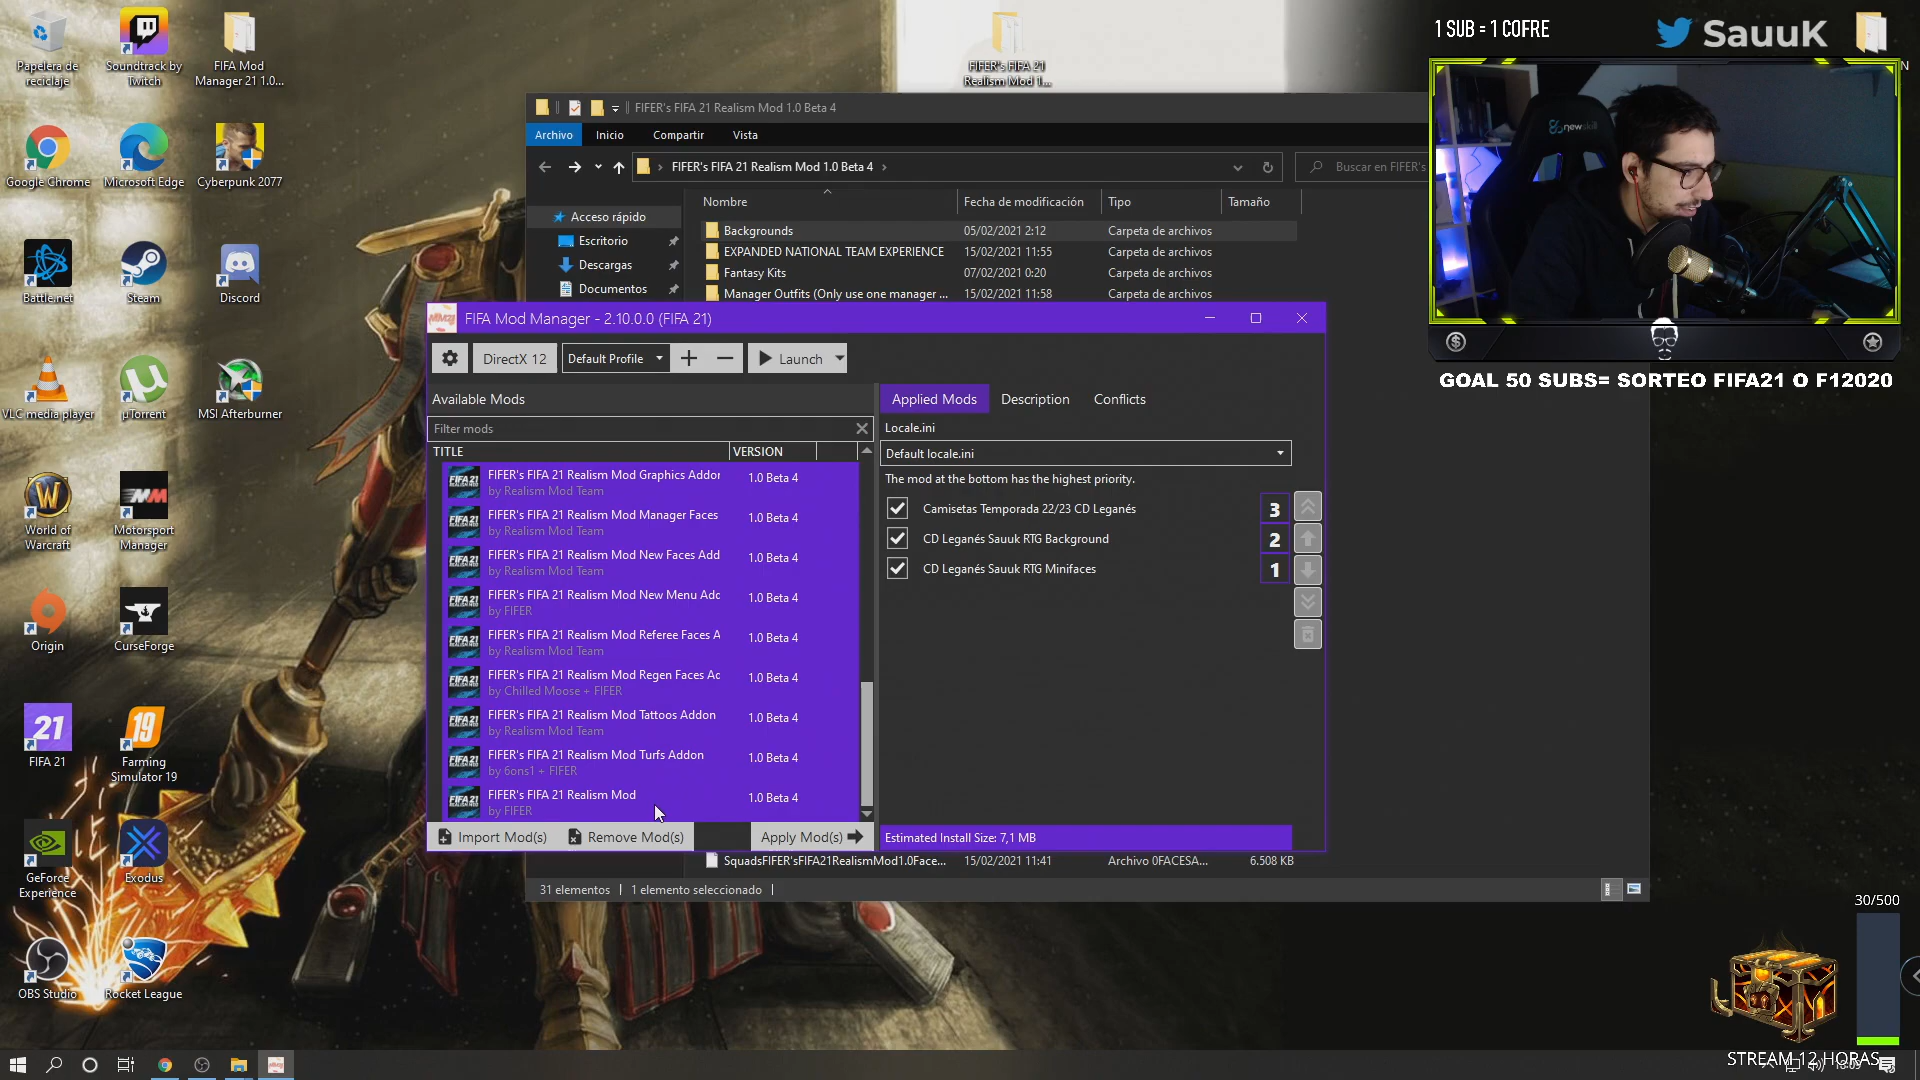 Papelera de
reciclaje
Soundtrack by
Twitch
FIFA Mod
Manager 21 1.0...
FIFER's FIFA 21
Realism Mod 1...
1 SUB = 1 COFRE
SauuK
Google Chrome
Microsoft Edge
Cyberpunk 2077
Battle.net
Steam
Discord
VLC media player
µTorrent
MSI Afterburner
World of
Warcraft
Motorsport
Manager
Origin
CurseForge
21
FIFA 21
19
Farming
Simulator 19
GeForce
Experience
Exodus
OBS Studio
Rocket League
FIFER's FIFA 21 Realism Mod 1.0 Beta 4
Archivo
Inicio
Compartir
Vista
FIFER's FIFA 21 Realism Mod 1.0 Beta 4
Buscar en FIFER's
Acceso rápido
Escritorio
Descargas
Documentos
Nombre
Fecha de modificación
Tipo
Tamaño
Backgrounds
05/02/2021 2:12
Carpeta de archivos
EXPANDED NATIONAL TEAM EXPERIENCE
15/02/2021 11:55
Carpeta de archivos
Fantasy Kits
07/02/2021 0:20
Carpeta de archivos
Manager Outfits (Only use one manager ...
15/02/2021 11:58
Carpeta de archivos
newskill
GOAL 50 SUBS= SORTEO FIFA21 O F12020
FIFA Mod Manager - 2.10.0.0 (FIFA 21)
DirectX 12
Default Profile
Launch
Available Mods
Filter mods
TITLE
VERSION
FIFER's FIFA 21 Realism Mod Graphics Addon
by Realism Mod Team
1.0 Beta 4
FIFER's FIFA 21 Realism Mod Manager Faces
by Realism Mod Team
1.0 Beta 4
FIFER's FIFA 21 Realism Mod New Faces Add
by Realism Mod Team
1.0 Beta 4
FIFER's FIFA 21 Realism Mod New Menu Adc
by FIFER
1.0 Beta 4
FIFER's FIFA 21 Realism Mod Referee Faces A
by Realism Mod Team
1.0 Beta 4
FIFER's FIFA 21 Realism Mod Regen Faces Ac
by Chilled Moose + FIFER
1.0 Beta 4
FIFER's FIFA 21 Realism Mod Tattoos Addon
by Realism Mod Team
1.0 Beta 4
FIFER's FIFA 21 Realism Mod Turfs Addon
by 6ons1 + FIFER
1.0 Beta 4
FIFER's FIFA 21 Realism Mod
by FIFER
1.0 Beta 4
Import Mod(s)
Remove Mod(s)
Apply Mod(s)
Applied Mods
Description
Conflicts
Locale.ini
Default locale.ini
The mod at the bottom has the highest priority.
Camisetas Temporada 22/23 CD Leganés
3
CD Leganés Sauuk RTG Background
2
CD Leganés Sauuk RTG Minifaces
1
Estimated Install Size: 7,1 MB
SquadsFIFER'sFIFA21RealismMod1.0Face...
15/02/2021 11:41
Archivo 0FACESA...
6.508 KB
31 elementos
1 elemento seleccionado
30/500
STREAM 12 HORAS